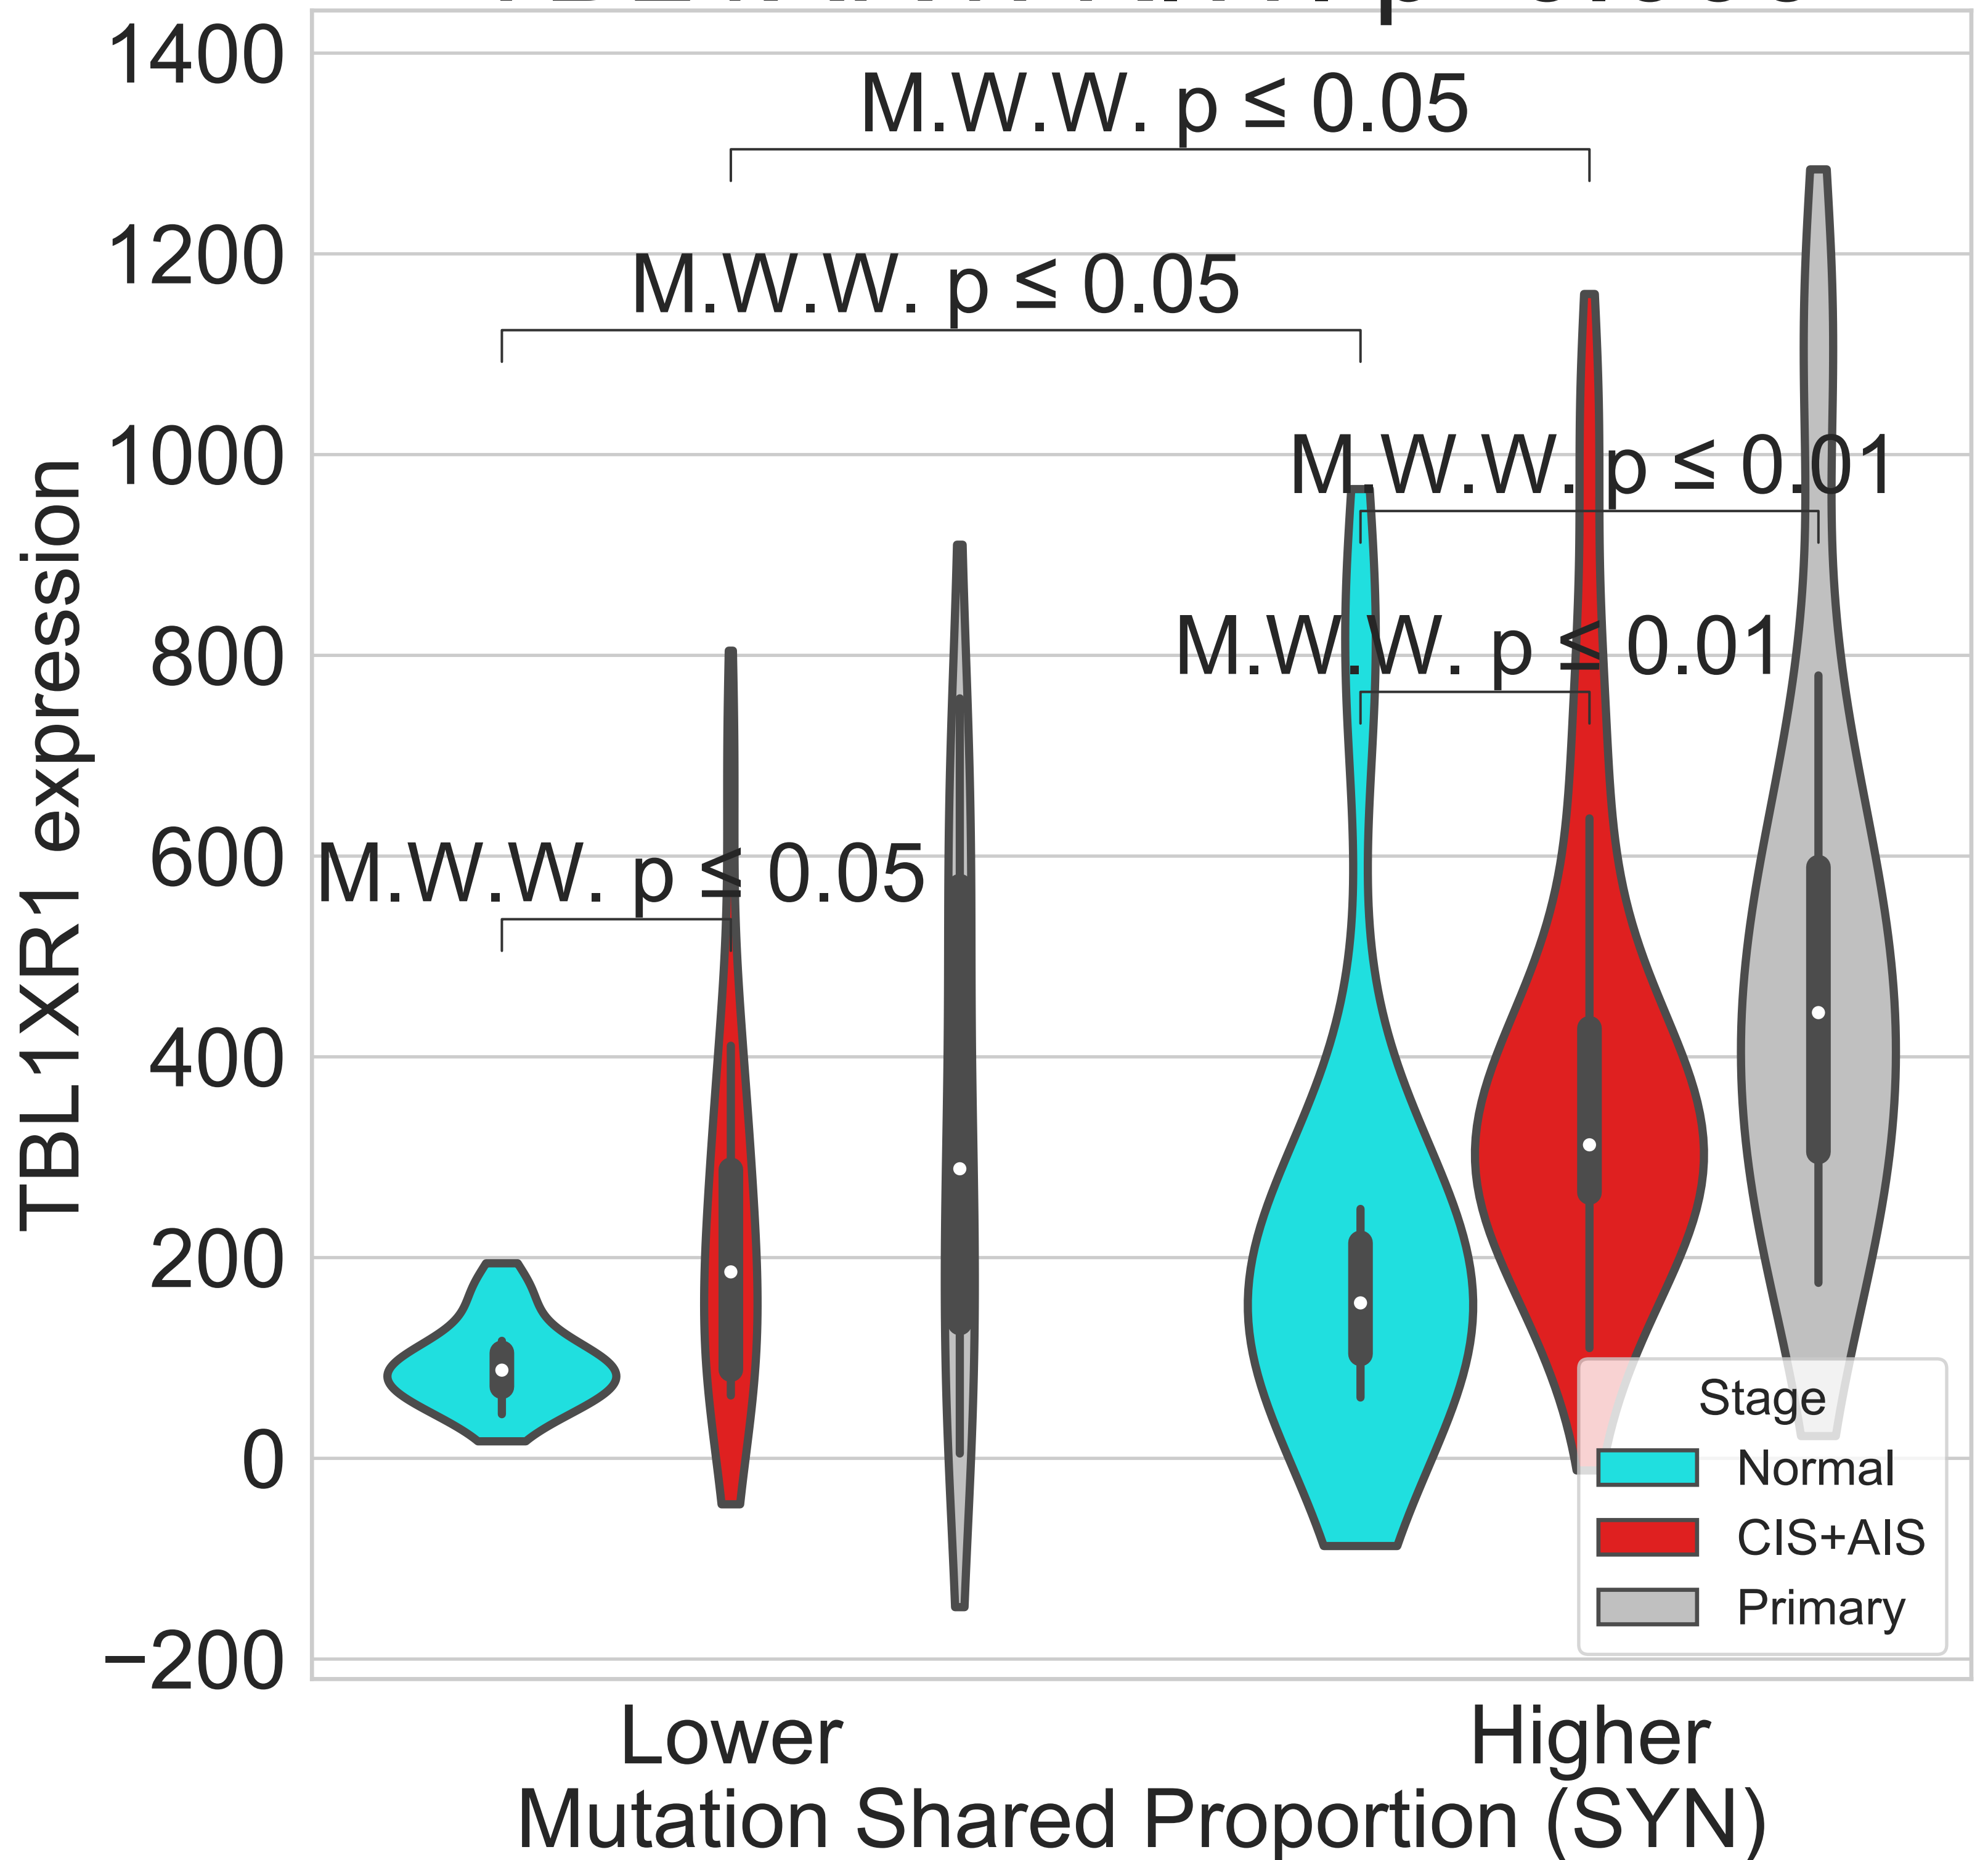 1400
M.W.W. p ≤ 0.05
1200
M.W.W. p ≤ 0.05
1000
M.W.W. p ≤ 0.01
800
M.W.W. p ≤ 0.01
600
M.W.W. p ≤ 0.05
400
200
0
−200
TBL1XR1 expression
Stage
Normal
CIS+AIS
Primary
Lower
Higher
Mutation Shared Proportion (SYN)